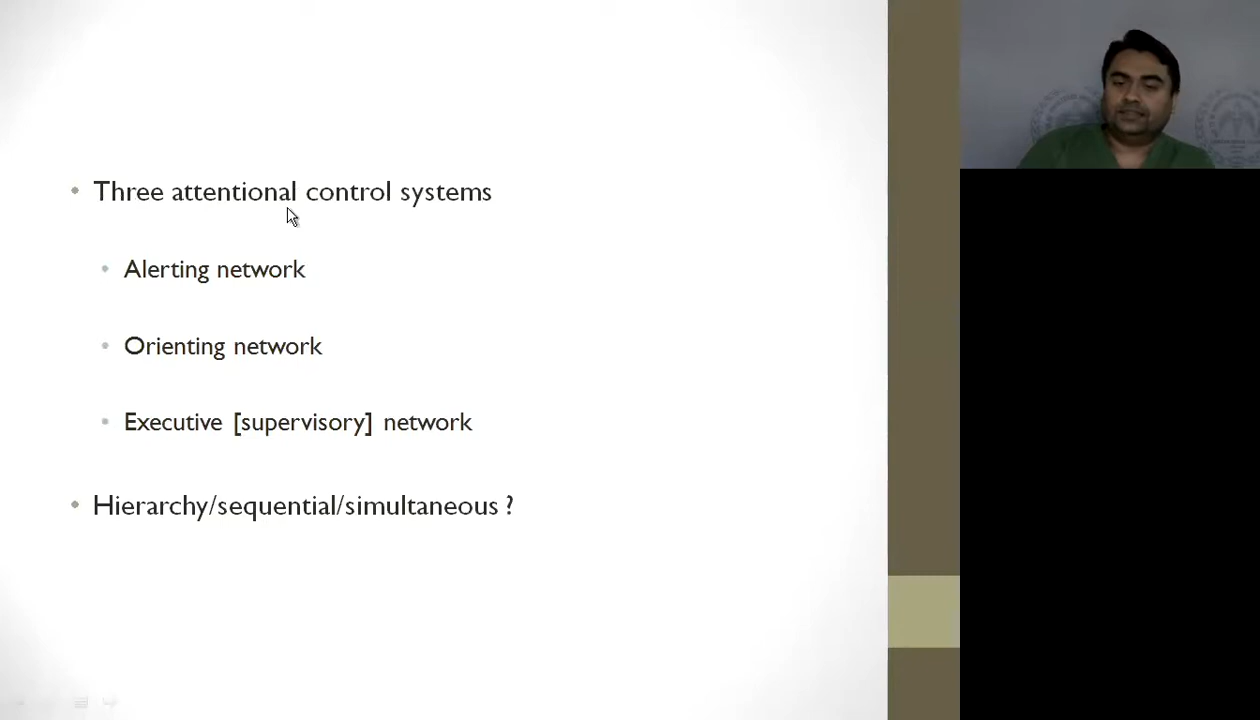 Three attentional control systems
Alerting network
Orienting network
Executive [supervisory] network
Hierarchy/sequential/simultaneous ?